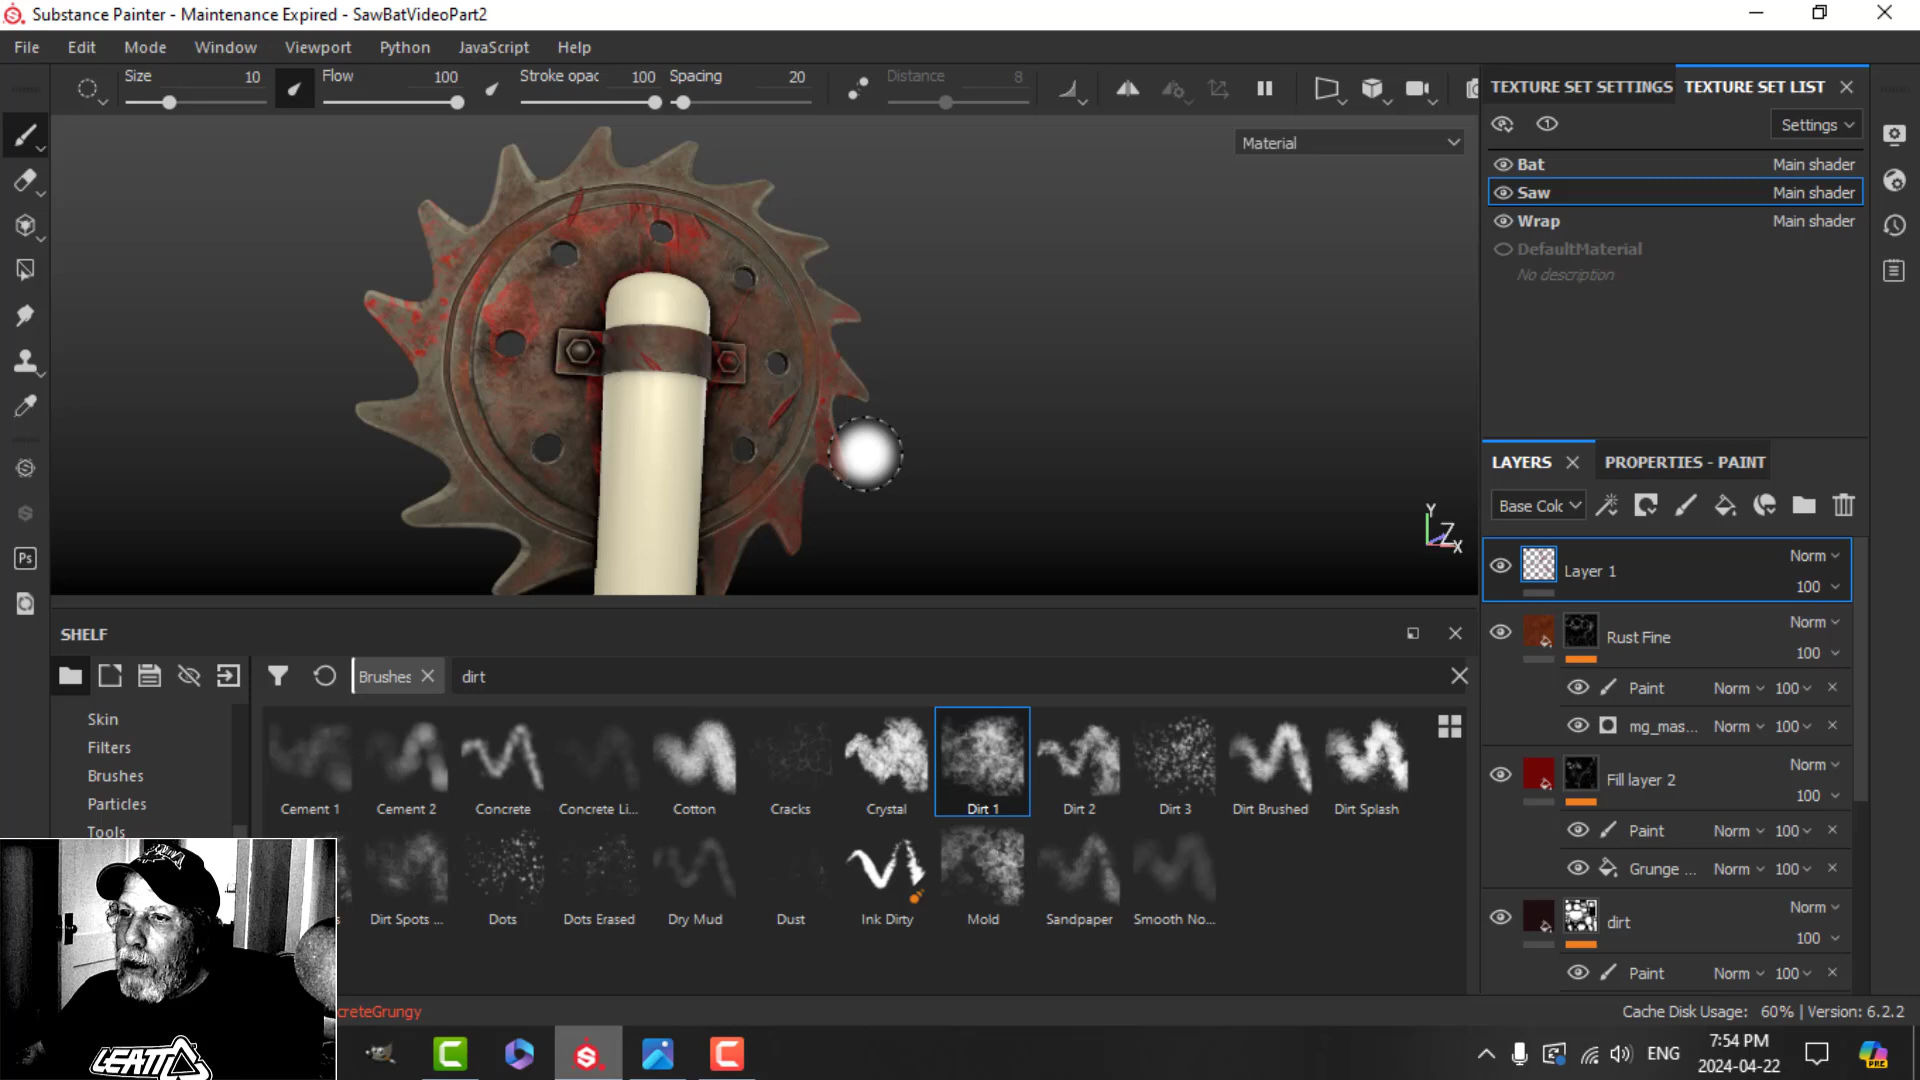 Substance Painter - Maintenance Expired - SawBatVideoPart2
File Edit Mode Window Viewport Python JavaScript Help
Size 10 Flow 100 Stroke opac 100 Spacing 20 Distance 8
TEXTURE SET SETTINGS TEXTURE SET LIST
Settings
Material
Bat Main shader
Saw Main shader
Wrap Main shader
DefaultMaterial
No description
LAYERS PROPERTIES - PAINT
Base Colc
Y
Z
X
Layer 1 Norm
100
Rust Fine Norm
100
Paint Norm 100
mg_mas... Norm 100
Fill layer 2 Norm
100
Paint Norm 100
Grunge ... Norm 100
dirt Norm
100
Paint Norm 100
SHELF
Brushes dirt
Skin
Filters
Brushes
Particles
Tools
Cement 1 Cement 2 Concrete Concrete Li... Cotton Cracks Crystal Dirt 1 Dirt 2 Dirt 3 Dirt Brushed Dirt Splash
Dirt Spots ... Dots Dots Erased Dry Mud Dust Ink Dirty Mold Sandpaper Smooth No...
creteGrungy
Cache Disk Usage: 60% | Version: 6.2.2
Ps
LEATT
ENG
7:54 PM
2024-04-22
PRE